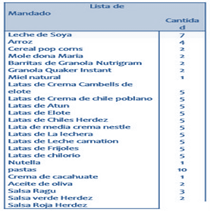 Lista de
Mandado
Cantida
d
Leche de Soya 7
Arroz 4
Cereal pop corns 2
Mole dona Maria 2
Barritas de Granola Nutrigram 2
Granola Quaker Instant 2
Miel natural 1
Latas de Crema Cambells de
elote 5
Latas de Crema de chile poblano 5
Latas de Atun 5
Latas de Elote 5
Latas de Chiles Herdez 5
Lata de media crema nestle 5
Latas de La lechera 5
Latas de Leche carnation 5
Latas de Frijoles 5
Latas de chilorio 5
Nutella 1
pastas 10
Crema de cacahuate 1
Aceite de oliva 2
Salsa Ragu 3
Salsa verde Herdez 2
Salsa Roja Herdez